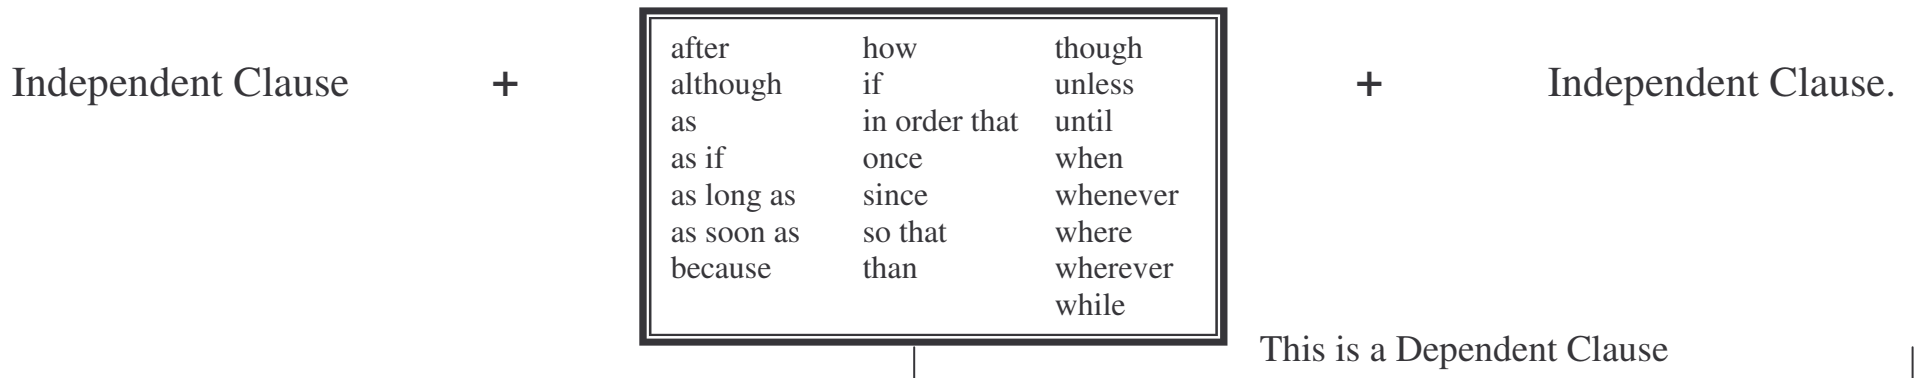 Independent Clause + + Independent Clause.
after how though
although if unless
as in order that until
as if once when
as long as since whenever
as soon as so that where
because than wherever
while
This is a Dependent Clause